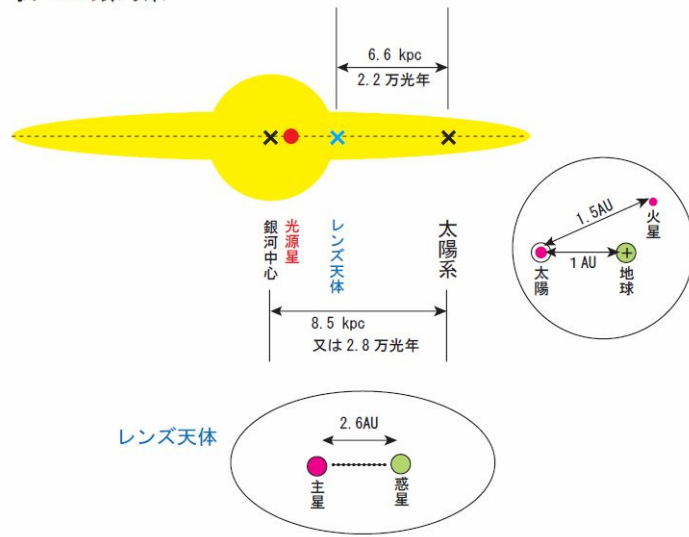 6.6 kpc
2.2 万光年
銀河中心
光源星
レンズ天体
太陽系
1.5AU
火星
1 AU
太陽
地球
8.5 kpc
又は 2.8 万光年
レンズ天体
2.6AU
主星
惑星